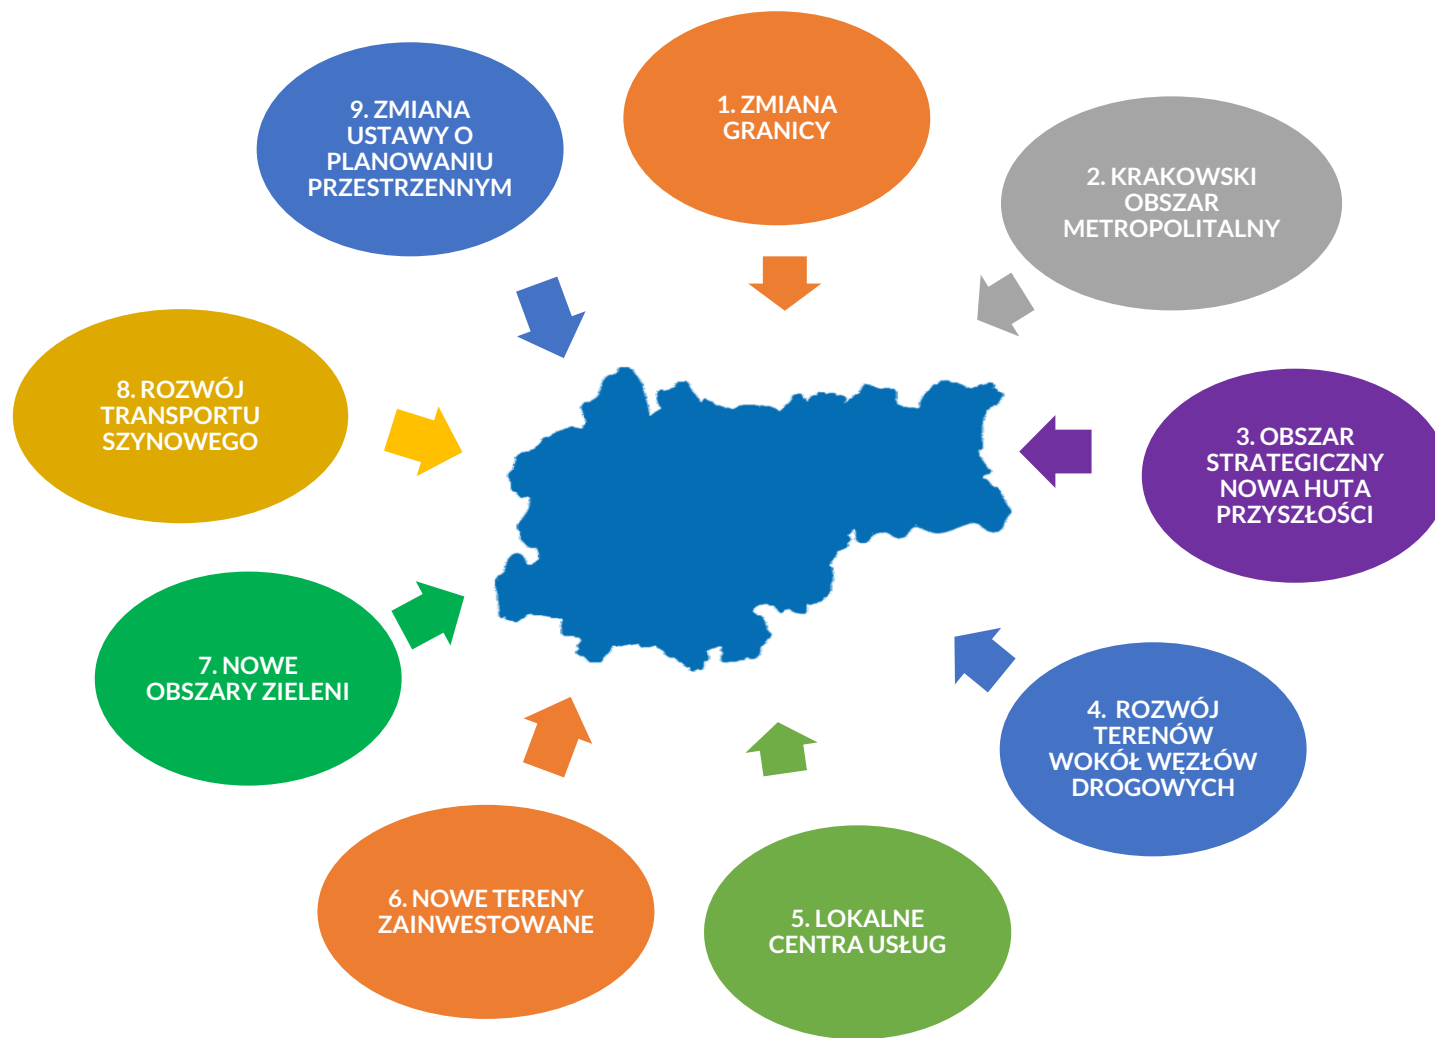 1. ZMIANA
GRANICY
2. KRAKOWSKI
OBSZAR
METROPOLITALNY
3. OBSZAR
STRATEGICZNY
NOWA HUTA
PRZYSZŁOŚCI
4. ROZWÓJ
TERENÓW
WOKÓŁ WĘZŁÓW
DROGOWYCH
5. LOKALNE
CENTRA USŁUG
6. NOWE TERENY
ZAINWESTOWANE
7. NOWE
OBSZARY ZIELENI
8. ROZWÓJ
TRANSPORTU
SZYNOWEGO
9. ZMIANA
USTAWY O
PLANOWANIU
PRZESTRZENNYM